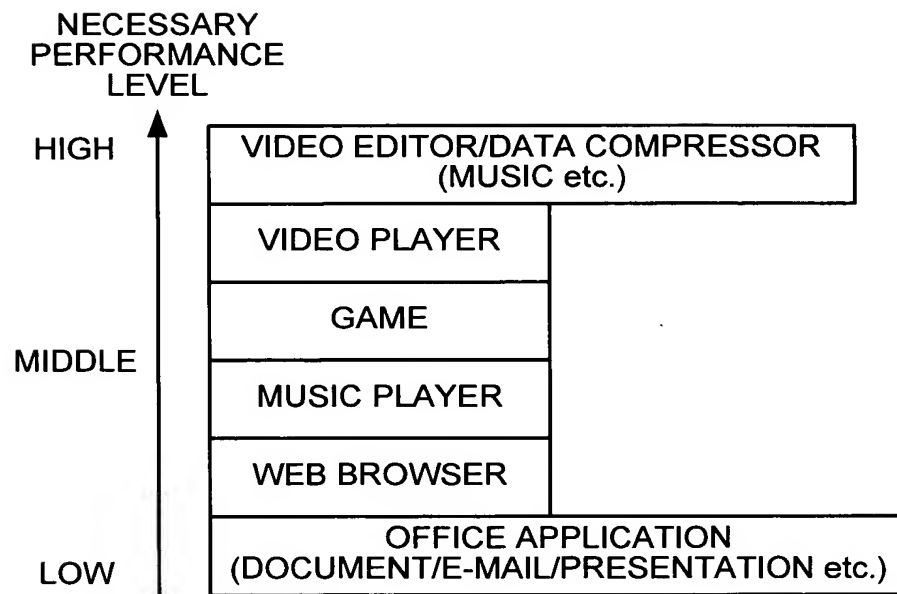 NECESSARY
PERFORMANCE
LEVEL
HIGH
VIDEO EDITOR/DATA COMPRESSOR
(MUSIC etc.)
VIDEO PLAYER
GAME
MIDDLE
MUSIC PLAYER
WEB BROWSER
OFFICE APPLICATION
LOW
(DOCUMENT/E-MAIL/PRESENTATION etc.)